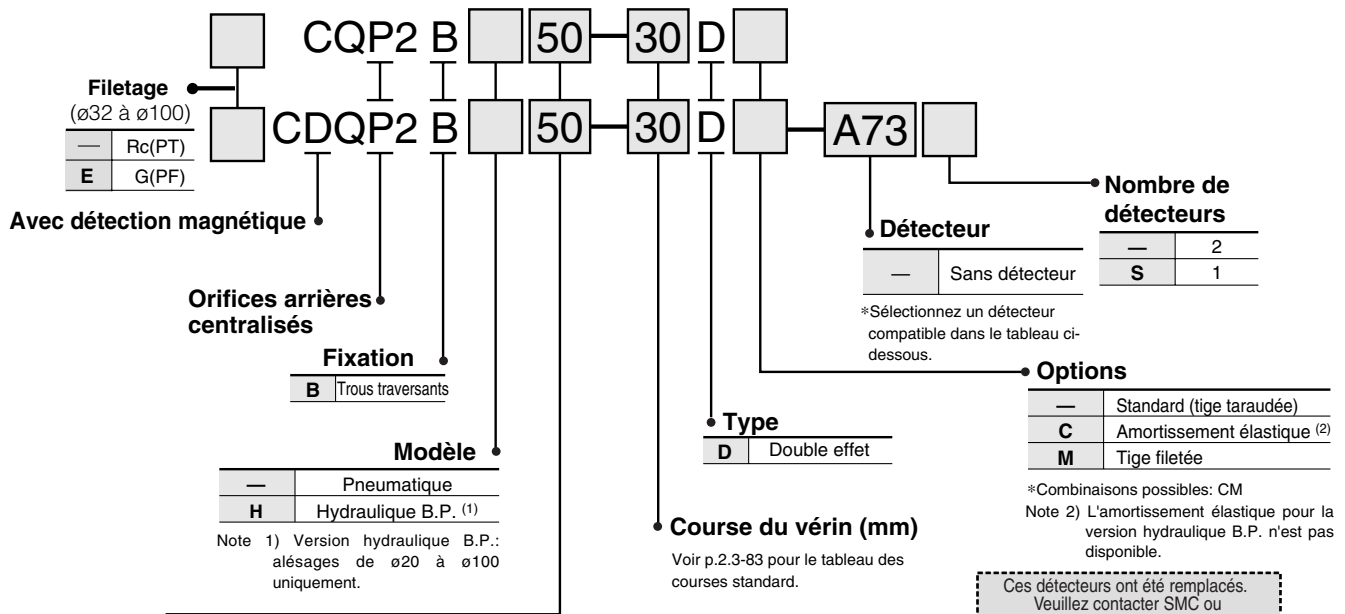 CQP2 B 50 30 D
Filetage
(ø32 à ø100)
— Rc(PT)
E G(PF)
CDQP2 B 50 30 D A73
Avec détection magnétique
Orifices arrières
centralisés
Fixation
B Trous traversants
Modèle
— Pneumatique
H Hydraulique B.P. (1)
Note 1) Version hydraulique B.P.:
alésages de ø20 à ø100
uniquement.
Type
D Double effet
Course du vérin (mm)
Voir p.2.3-83 pour le tableau des
courses standard.
Détecteur
— Sans détecteur
*Sélectionnez un détecteur
compatible dans le tableau ci-
dessous.
Nombre de
détecteurs
— 2
S 1
Options
— Standard (tige taraudée)
C Amortissement élastique (2)
M Tige filetée
*Combinaisons possibles: CM
Note 2) L'amortissement élastique pour la
version hydraulique B.P. n'est pas
disponible.
Ces détecteurs ont été remplacés.
Veuillez contacter SMC ou